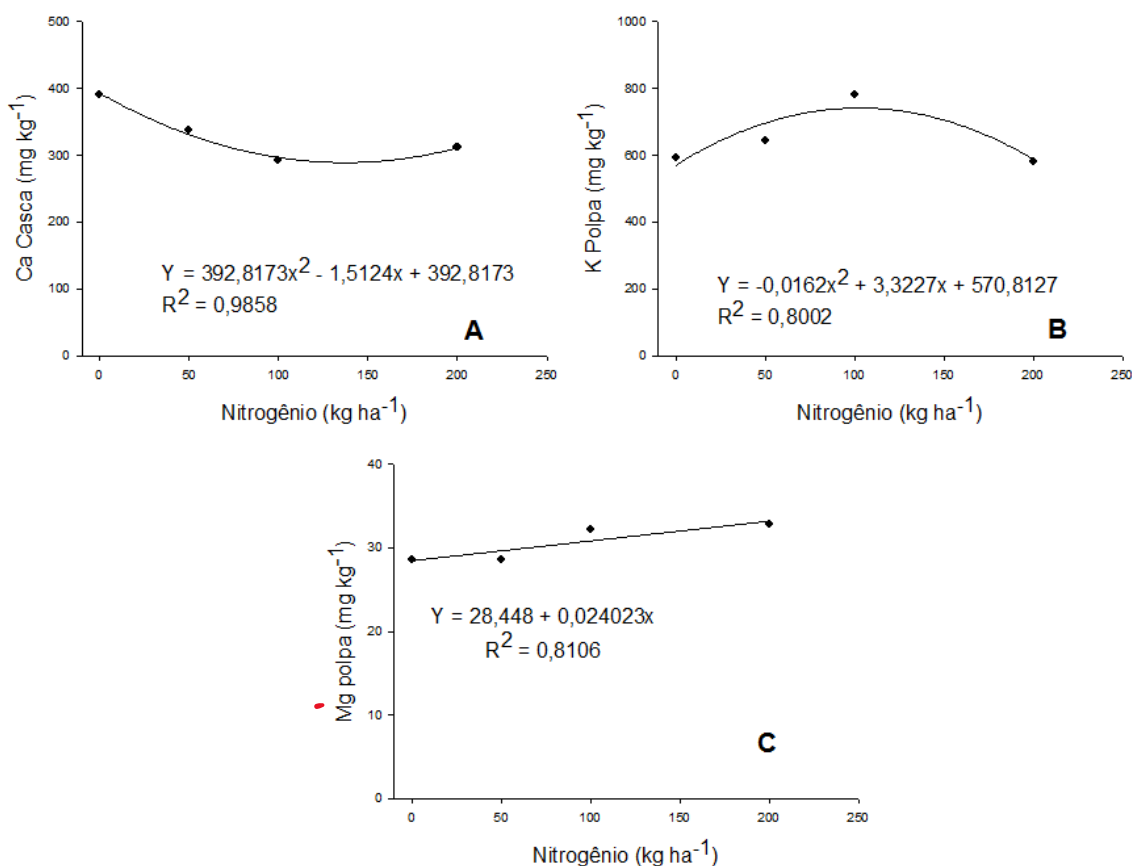 500
400
300
200
100
0
Ca Casca (mg kg⁻¹)
Y = 392,8173x² - 1,5124x + 392,8173
R² = 0,9858
A
0 50 100 150 200 250
Nitrogênio (kg ha⁻¹)
1000
800
600
400
200
0
K Polpa (mg kg⁻¹)
Y = -0,0162x² + 3,3227x + 570,8127
R² = 0,8002
B
0 50 100 150 200 250
Nitrogênio (kg ha⁻¹)
40
30
20
10
0
Mg polpa (mg kg⁻¹)
Y = 28,448 + 0,024023x
R² = 0,8106
C
0 50 100 150 200 250
Nitrogênio (kg ha⁻¹)